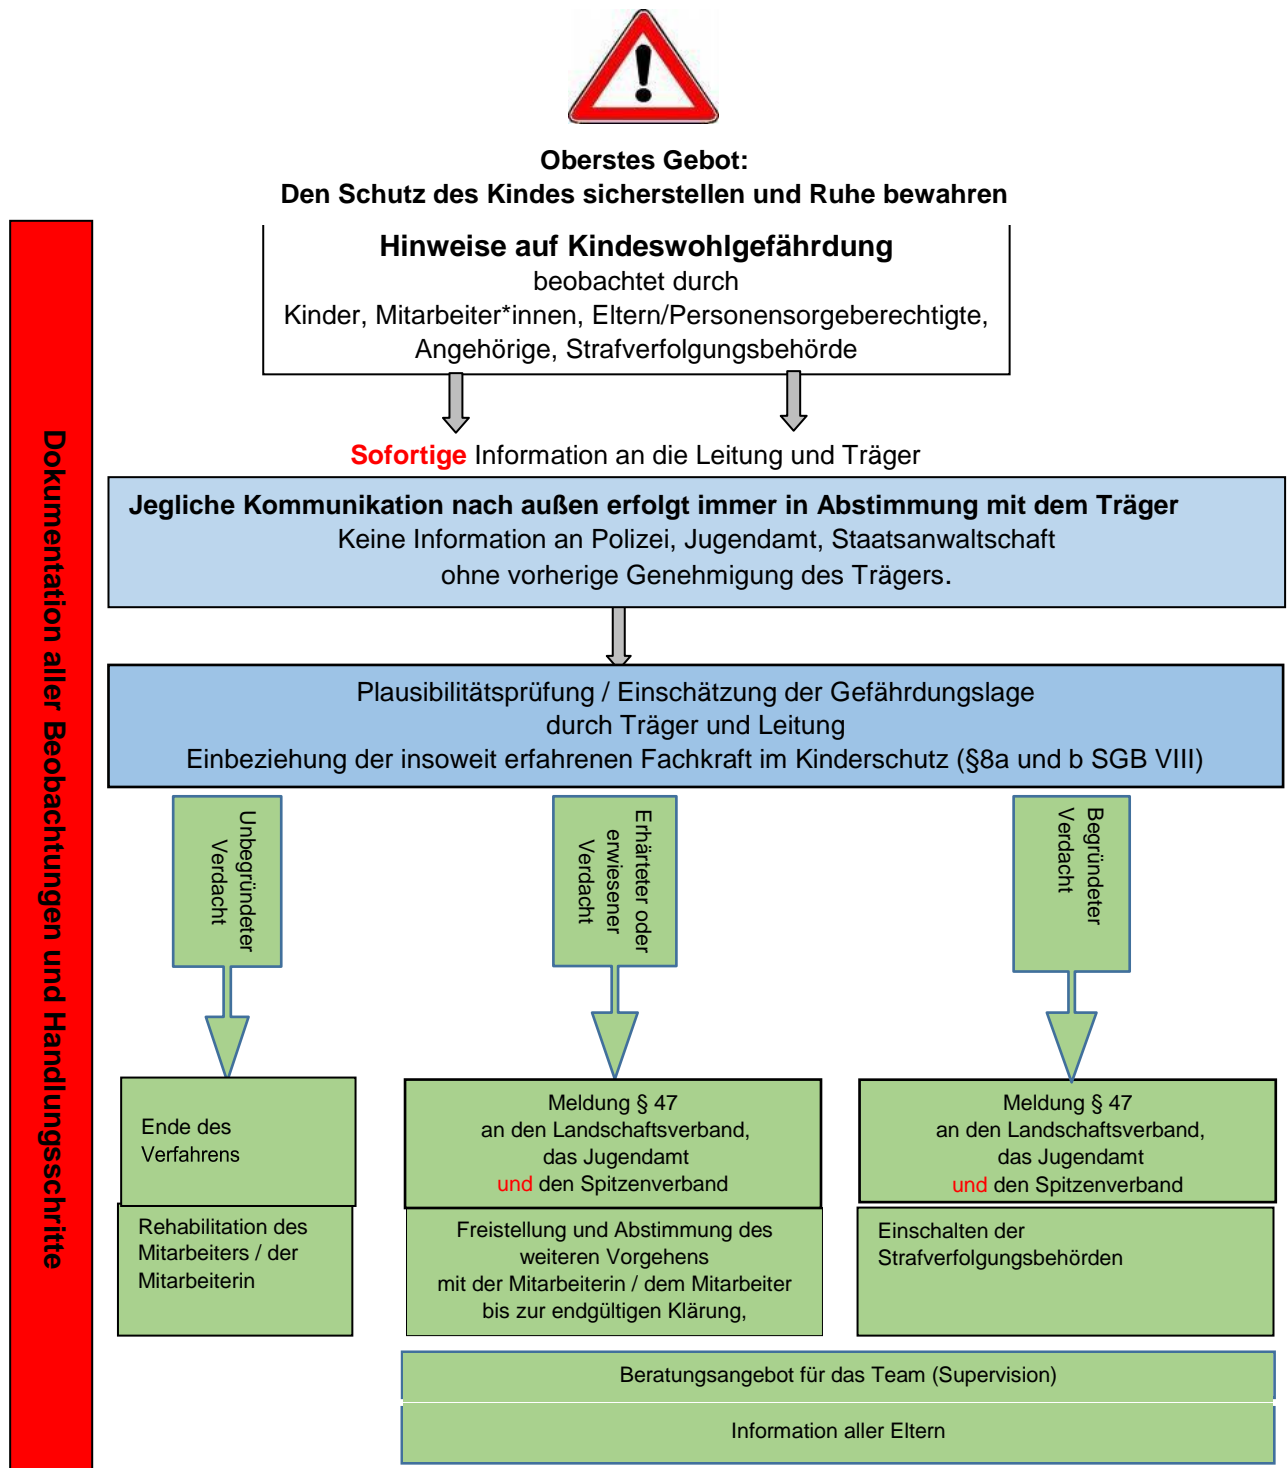 Oberstes Gebot:
Den Schutz des Kindes sicherstellen und Ruhe bewahren
Hinweise auf Kindeswohlgefährdung
beobachtet durch
Kinder, Mitarbeiter*innen, Eltern/Personensorgeberechtigte,
Angehörige, Strafverfolgungsbehörde
Sofortige Information an die Leitung und Träger
Jegliche Kommunikation nach außen erfolgt immer in Abstimmung mit dem Träger
Keine Information an Polizei, Jugendamt, Staatsanwaltschaft
ohne vorherige Genehmigung des Trägers.
Plausibilitätsprüfung / Einschätzung der Gefährdungslage
durch Träger und Leitung
Einbeziehung der insoweit erfahrenen Fachkraft im Kinderschutz (§8a und b SGB VIII)
Dokumentation aller Beobachtungen und Handlungsschritte
Unbegründeter
Verdacht
Erhärteter oder
erwiesener
Verdacht
Begründeter
Verdacht
Ende des
Verfahrens
Rehabilitation des
Mitarbeiters / der
Mitarbeiterin
Meldung § 47
an den Landschaftsverband,
das Jugendamt
und den Spitzenverband
Freistellung und Abstimmung des
weiteren Vorgehens
mit der Mitarbeiterin / dem Mitarbeiter
bis zur endgültigen Klärung,
Meldung § 47
an den Landschaftsverband,
das Jugendamt
und den Spitzenverband
Einschalten der
Strafverfolgungsbehörden
Beratungsangebot für das Team (Supervision)
Information aller Eltern